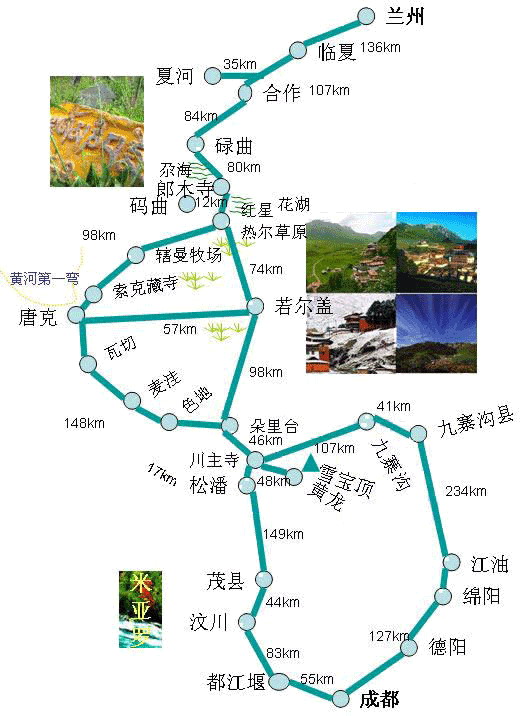 兰州
临夏
136km
35km
夏河
合作
107km
84km
碌曲
尕海
80km
郎木寺
码曲
12km
红星
花湖
热尔草原
98km
辖曼牧场
黄河第一弯
索克藏寺
74km
唐克
若尔盖
57km
瓦切
麦洼
98km
色地
148km
朵里台
41km
九寨沟县
46km
107km
九寨沟
川主寺
雪宝顶
17km
松潘
48km
黄龙
234km
149km
江油
茂县
44km
绵阳
米亚罗
汶川
127km
德阳
83km
都江堰
55km
成都